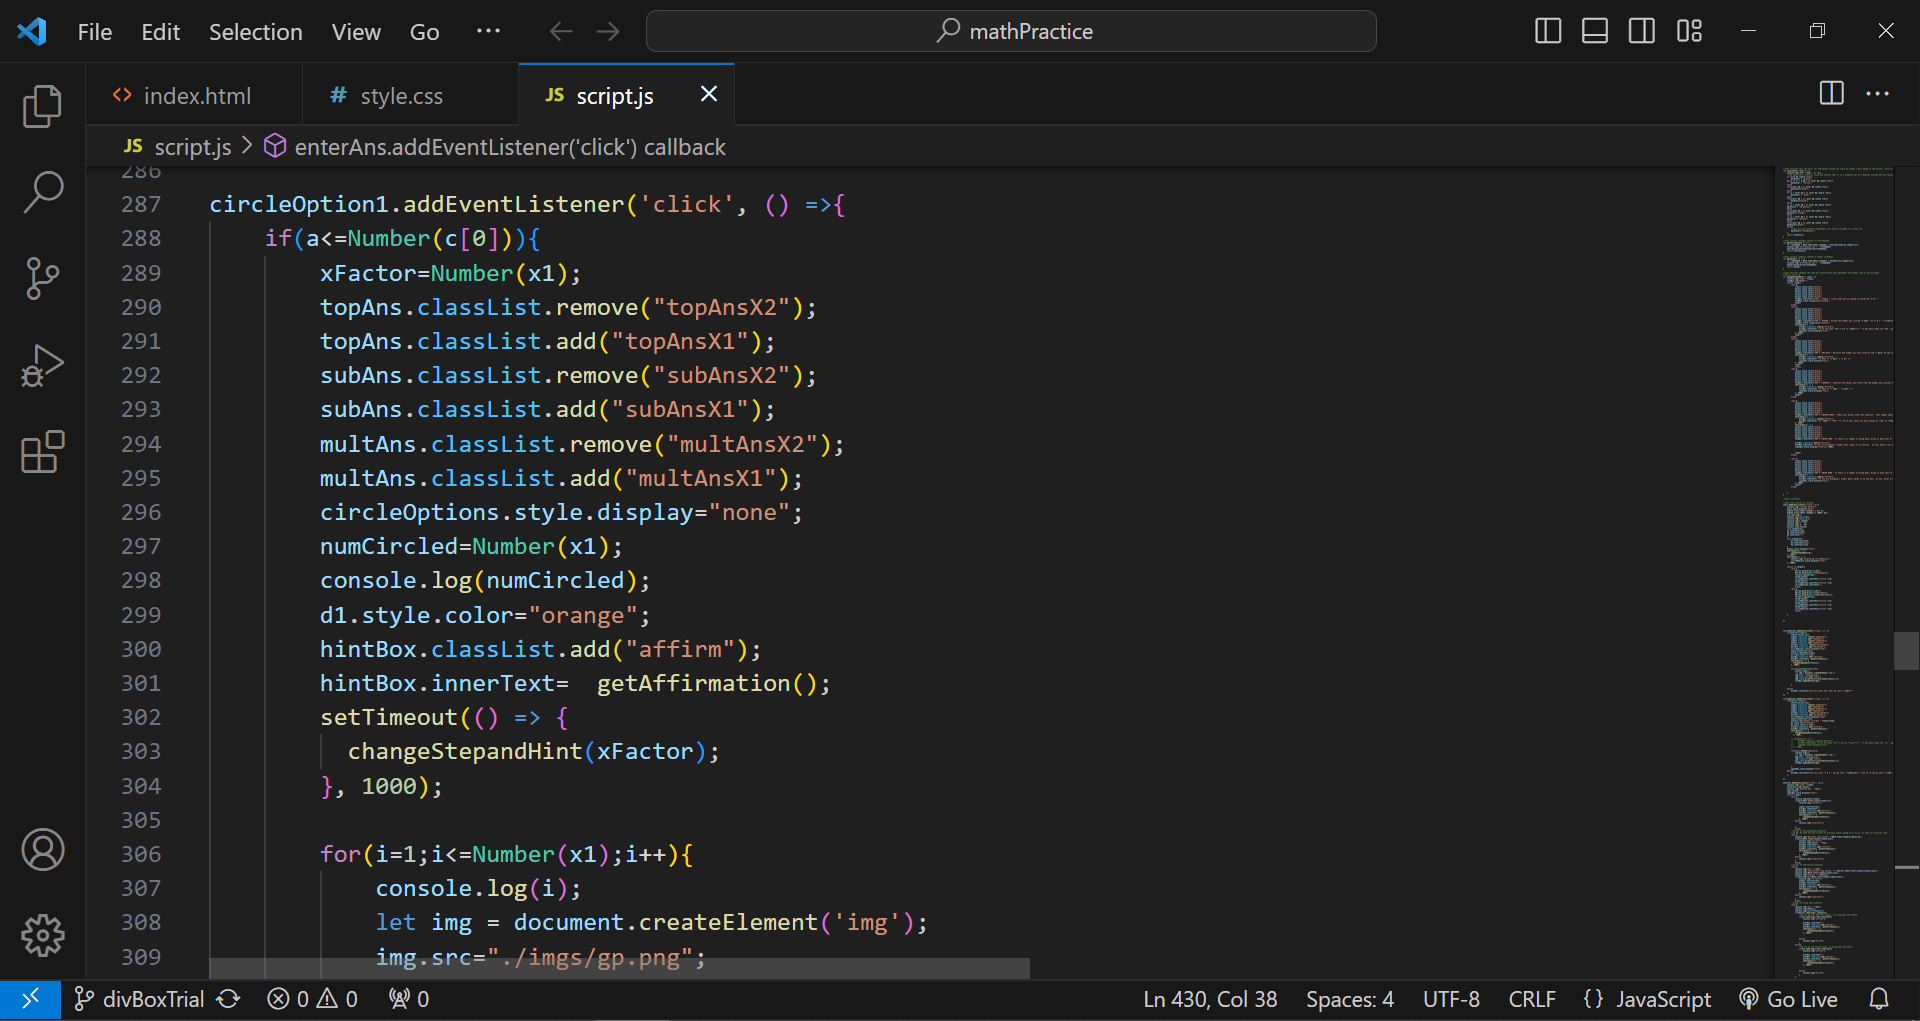 File Edit Selection View Go ··· mathPractice
index.html style.css JS script.js
JS script.js > enterAns.addEventListener('click') callback
286
287 circleOption1.addEventListener('click', () =>{
288 if(a<=Number(c[0])){
289 xFactor=Number(x1);
290 topAns.classList.remove("topAnsX2");
291 topAns.classList.add("topAnsX1");
292 subAns.classList.remove("subAnsX2");
293 subAns.classList.add("subAnsX1");
294 multAns.classList.remove("multAnsX2");
295 multAns.classList.add("multAnsX1");
296 circleOptions.style.display="none";
297 numCircled=Number(x1);
298 console.log(numCircled);
299 d1.style.color="orange";
300 hintBox.classList.add("affirm");
301 hintBox.innerText=  getAffirmation();
302 setTimeout(() => {
303 changeStepandHint(xFactor);
304 }, 1000);
305
306 for(i=1;i<=Number(x1);i++){
307 console.log(i);
308 let img = document.createElement('img');
309 img.src="./imgs/gp.png";
divBoxTrial 0 0 0 Ln 430, Col 38 Spaces: 4 UTF-8 CRLF {} JavaScript Go Live